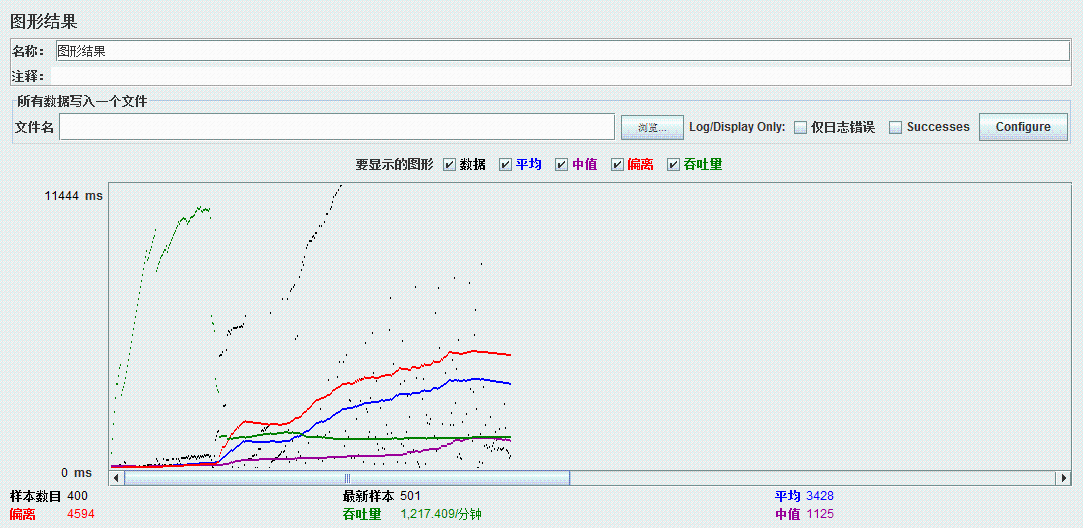 图形结果
名称： 图形结果
注释：
所有数据写入一个文件
文件名 浏览... Log/Display Only: 仅日志错误 Successes Configure
要显示的图形 数据 平均 中值 偏离 吞吐量
11444 ms
0 ms
样本数目 400 最新样本 501 平均 3428
偏离 4594 吞吐量 1,217.409/分钟 中值 1125